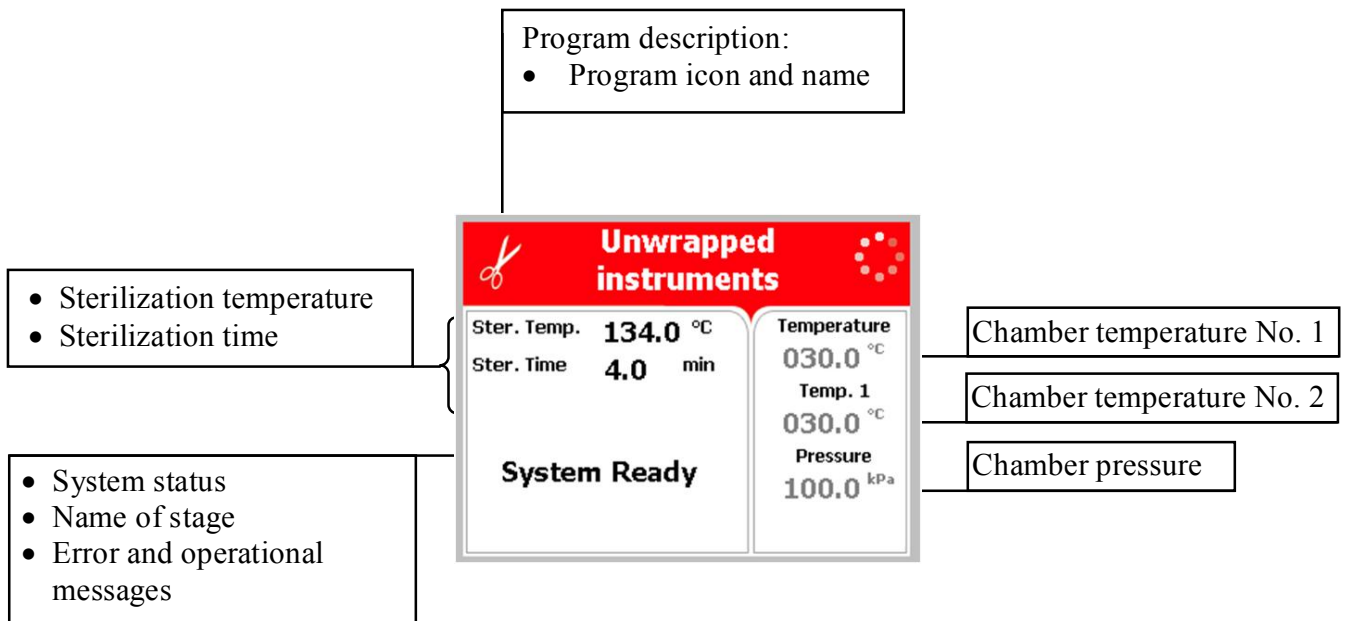 Program description:
• Program icon and name
Unwrapped
instruments
• Sterilization temperature
• Sterilization time
Ster. Temp. 134.0 °C
Ster. Time 4.0 min
System Ready
Temperature
030.0 °C
Temp. 1
030.0 °C
Pressure
100.0 kPa
Chamber temperature No. 1
Chamber temperature No. 2
Chamber pressure
• System status
• Name of stage
• Error and operational
messages